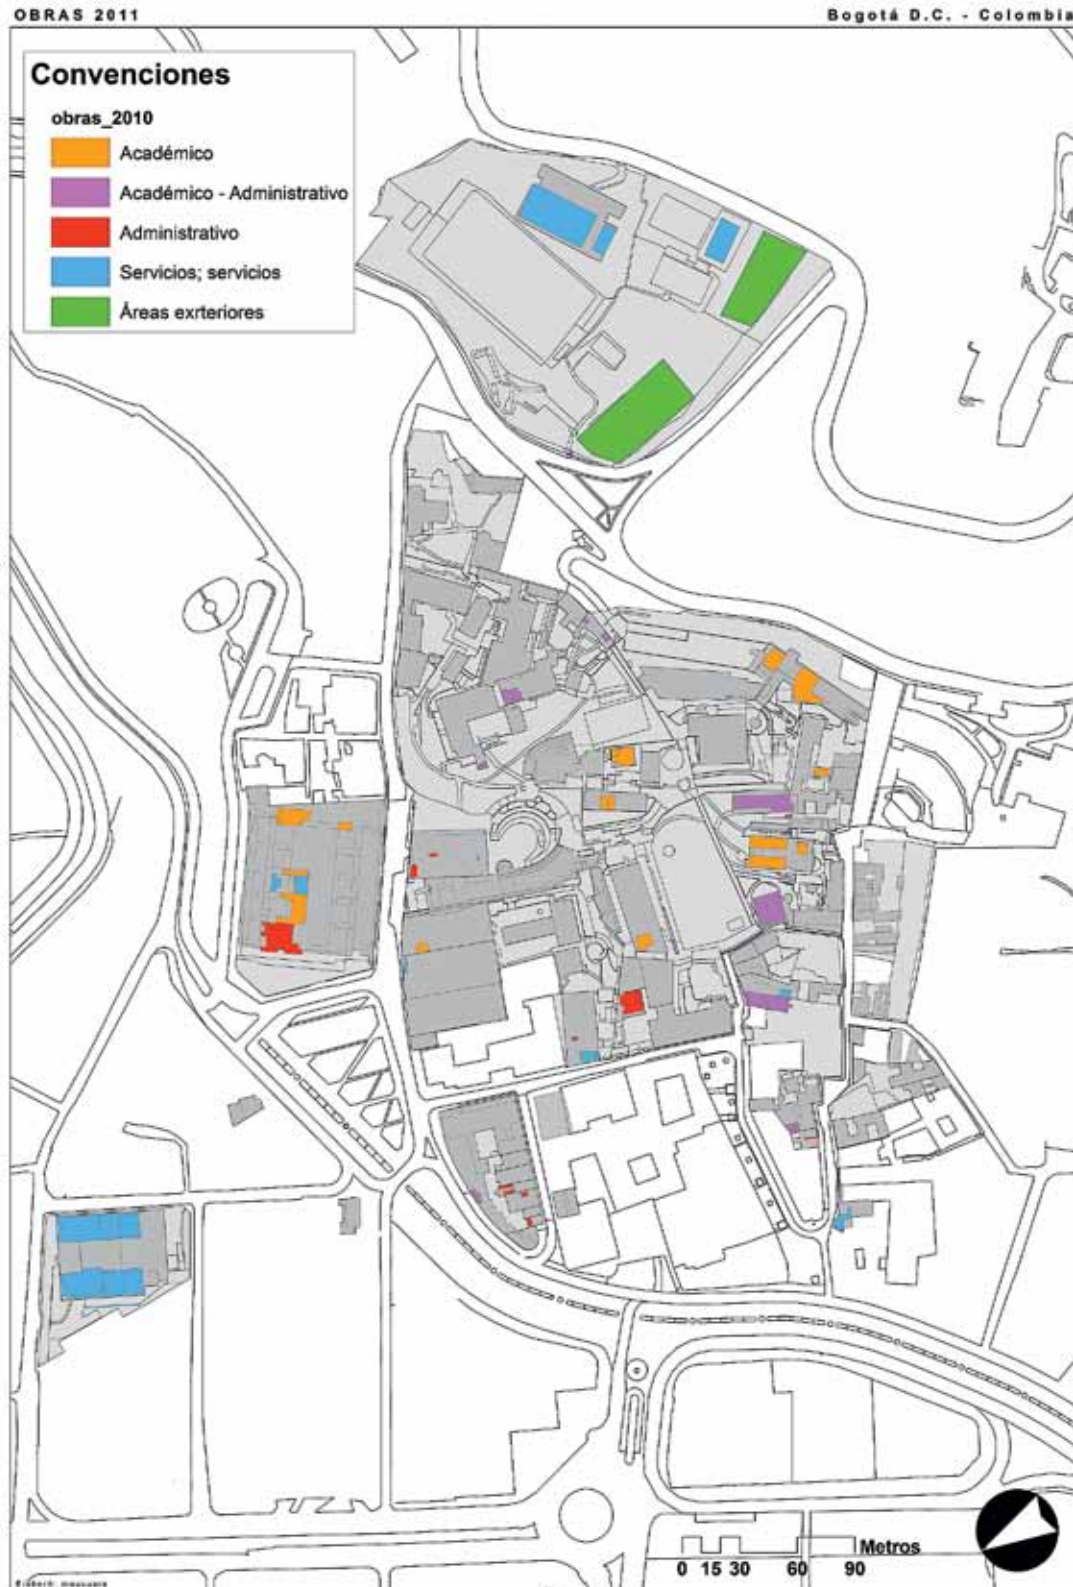 OBRAS 2011
Bogotá D.C. - Colombia
Convenciones
obras_2010
Académico
Académico - Administrativo
Administrativo
Servicios; servicios
Áreas exrteriores
Metros
0 15 30 60 90